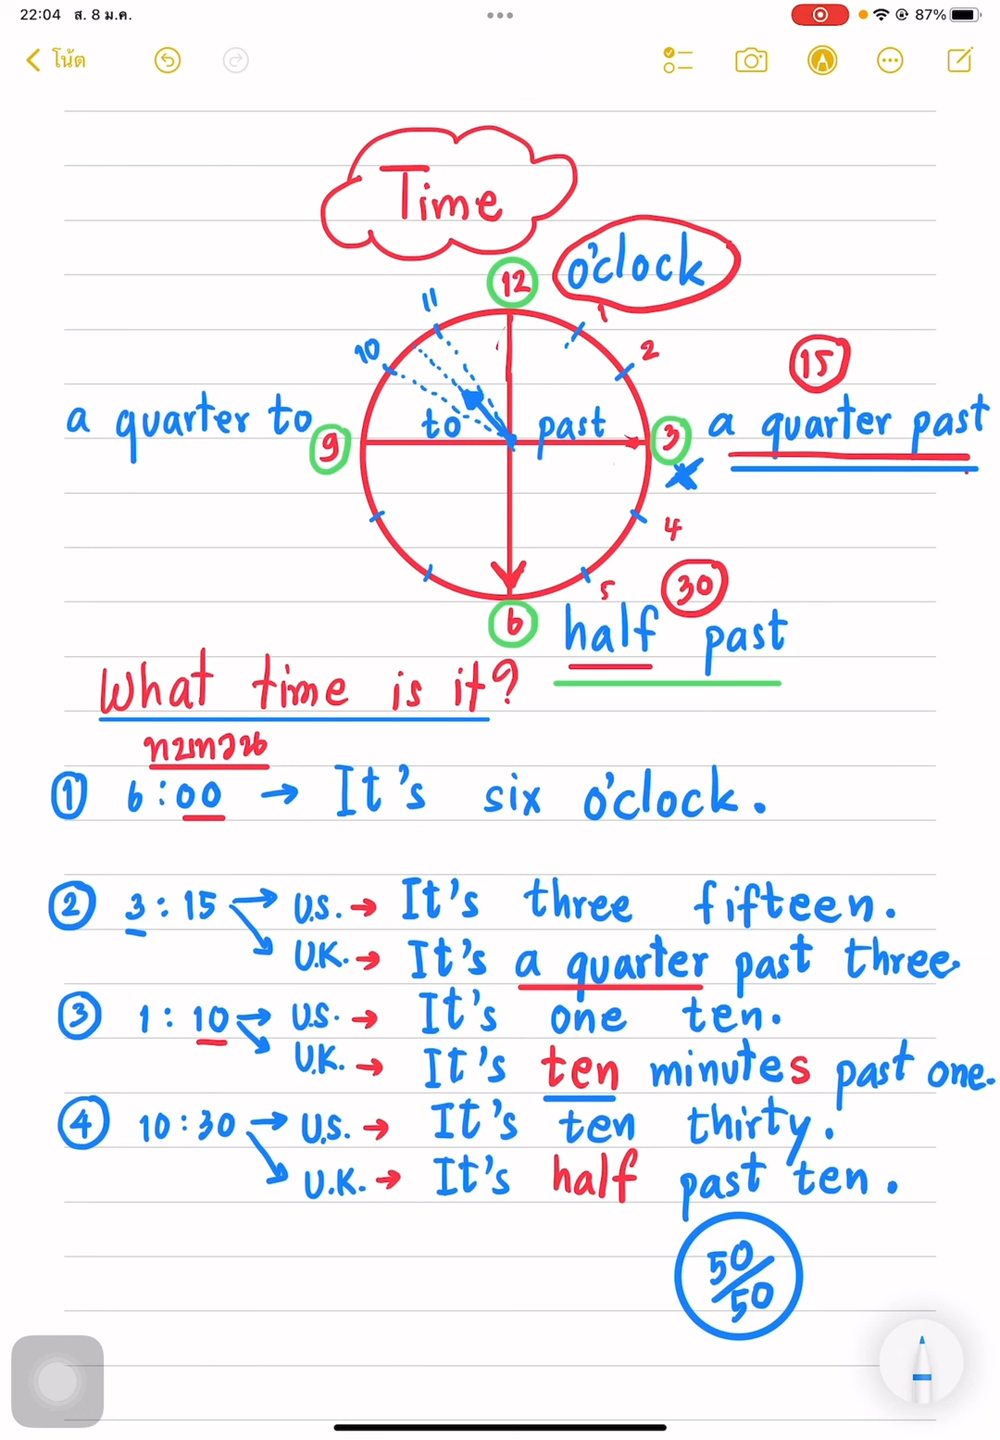 22:04 ส. 8 ม.ค.
87%
โน้ต
Time
12
o'clock
11
1
10
2
15
a quarter to
9
to
past
3
a quarter past
4
5
30
6
half past
What time is it?
ทบทวน
① 6:00 → It's six o'clock.
② 3:15 → U.S. → It's three fifteen.
U.K. → It's a quarter past three.
③ 1:10 → U.S. → It's one ten.
U.K. → It's ten minutes past one.
④ 10:30 → U.S. → It's ten thirty.
U.K. → It's half past ten.
50/50